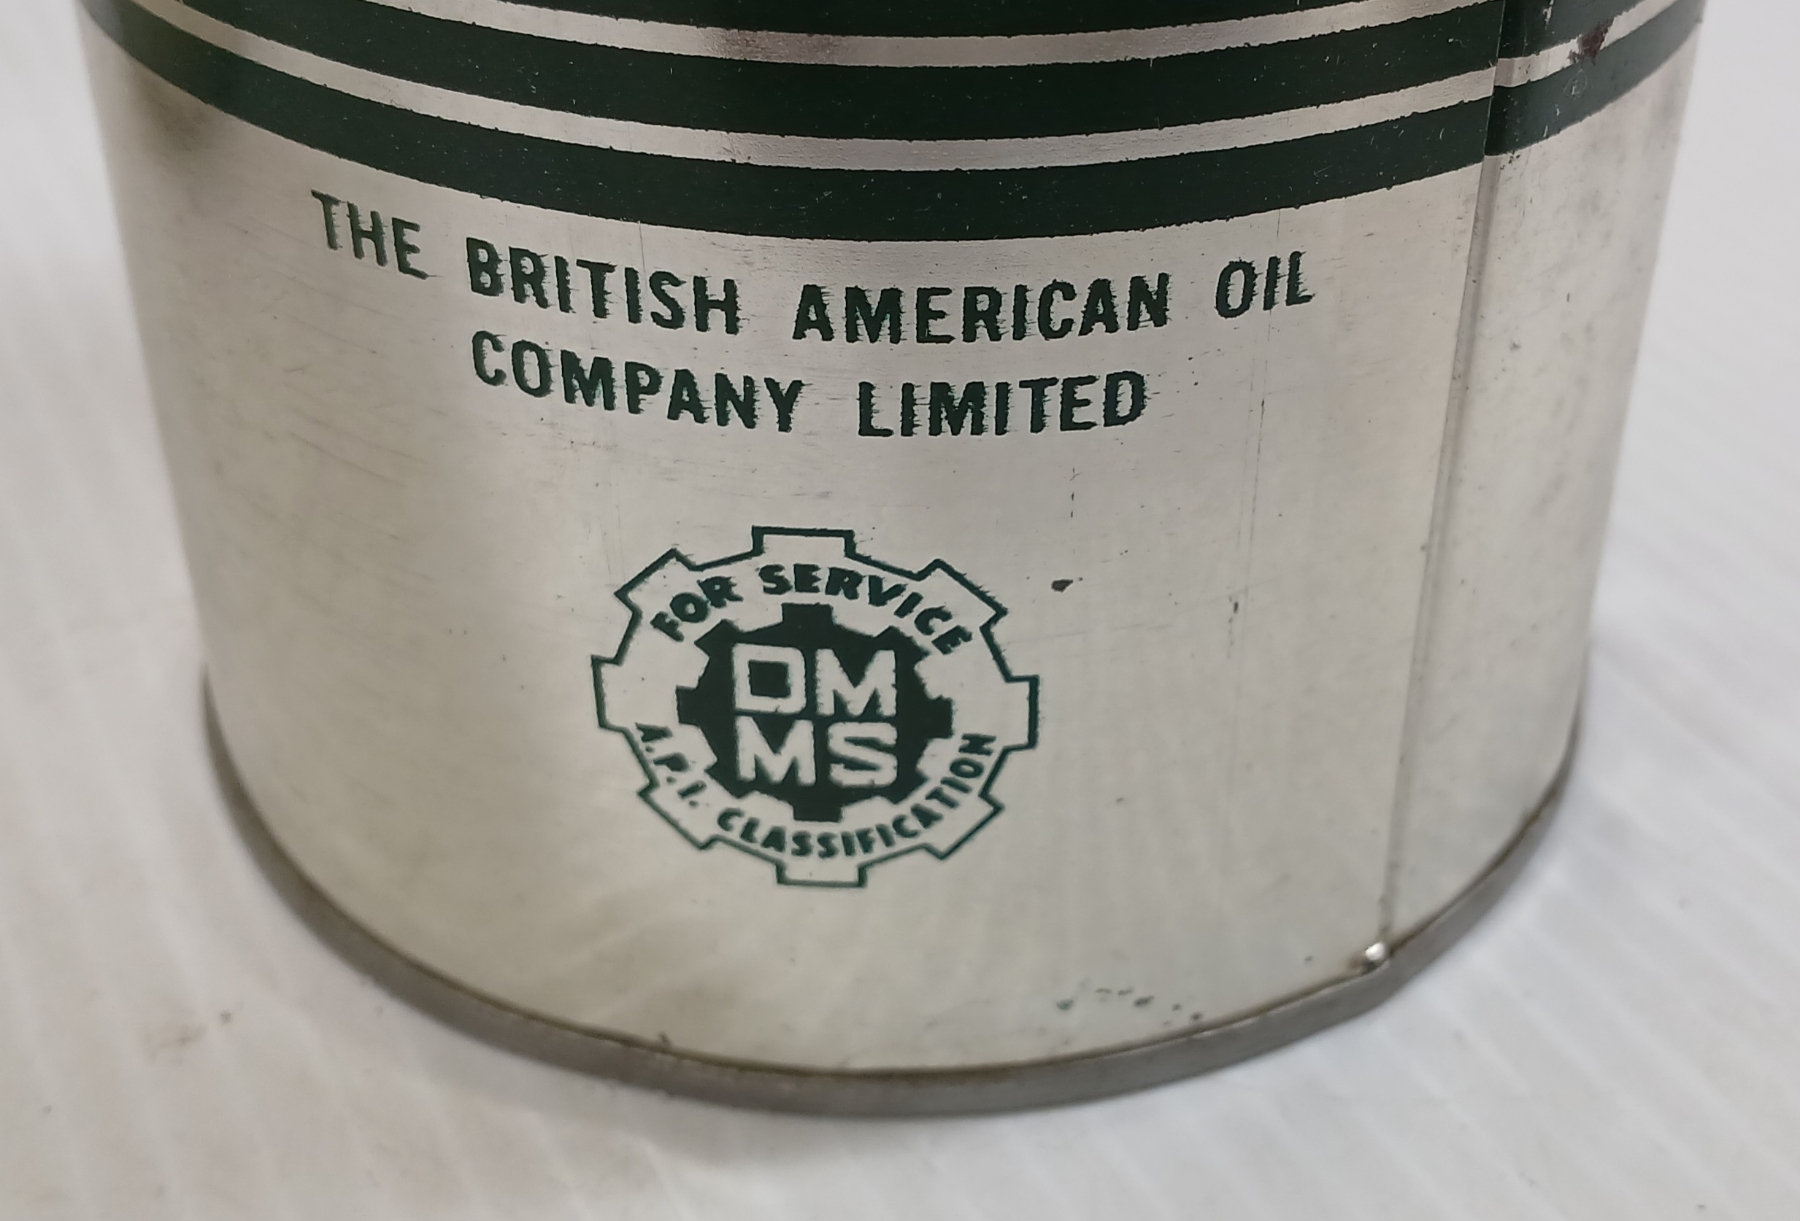 THE BRITISH AMERICAN OIL
COMPANY LIMITED
FOR SERVICE
DM
MS
A.P.I. CLASSIFICATION